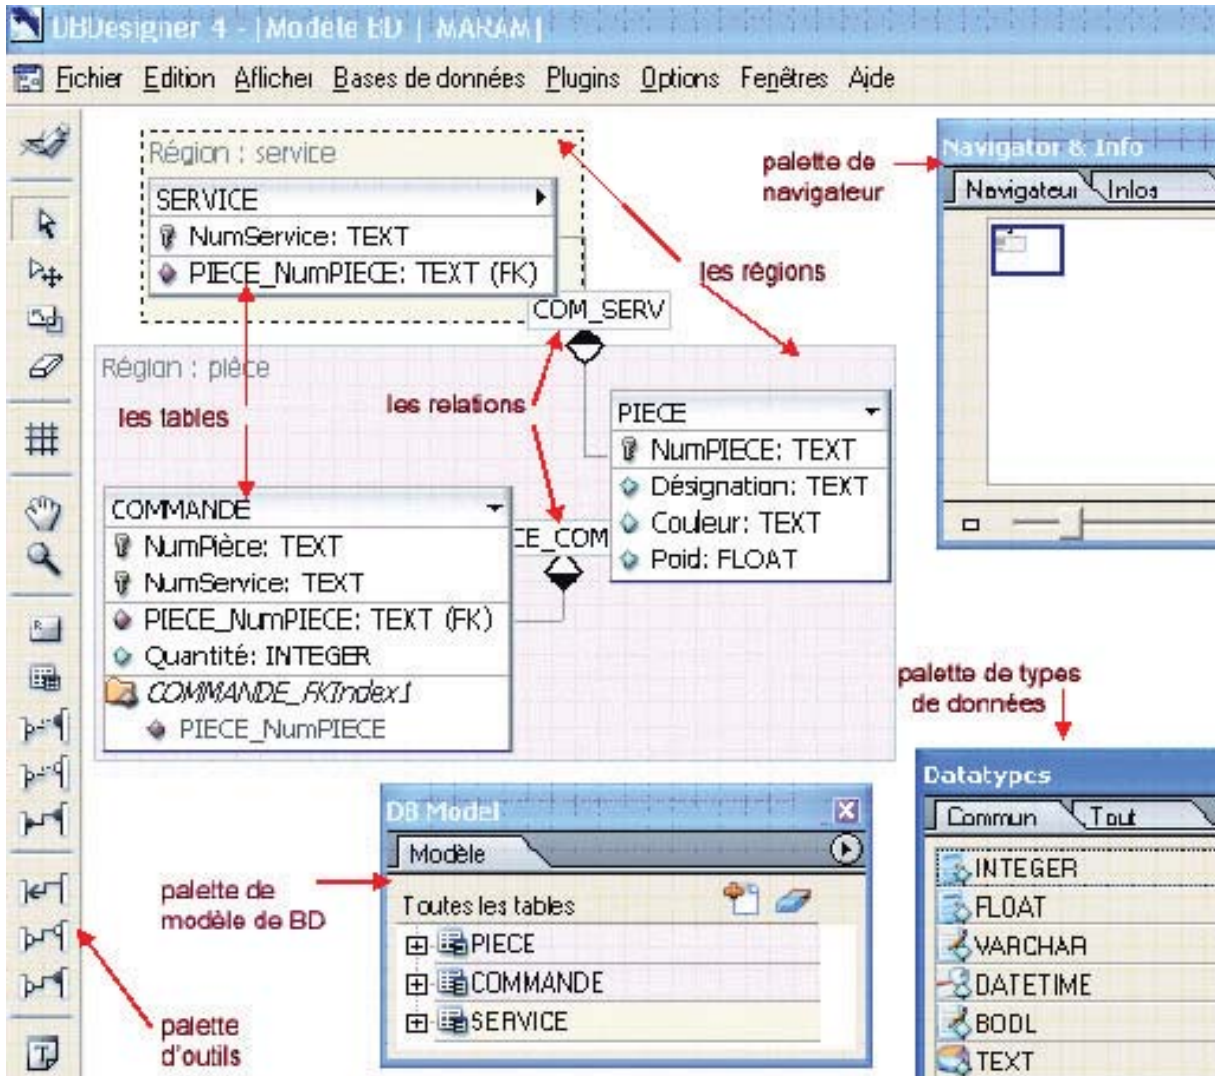 DBDesigner 4 - [Modèle BD | MARAM]
Fichier Edition Afficher Bases de données Plugins Options Fenêtres Aide
Région : service
SERVICE
NumService: TEXT
PIECE_NumPIECE: TEXT (FK)
palette de
navigateur
Navigator & Info
Navigateur Infos
les régions
COM_SERV
Région : pièce
les tables
les relations
PIECE
NumPIECE: TEXT
Désignation: TEXT
Couleur: TEXT
Poid: FLOAT
COMMANDE
NumPièce: TEXT
NumService: TEXT
PIECE_NumPIECE: TEXT (FK)
Quantité: INTEGER
COMMANDE_FKIndex1
PIECE_NumPIECE
CE_COM
R
palette de types
de données
Datatypes
Commun Tout
INTEGER
FLOAT
VARCHAR
DATETIME
BOOL
TEXT
DB Model
Modèle
Toutes les tables
PIECE
COMMANDE
SERVICE
palette de
modèle de BD
palette
d'outils
T